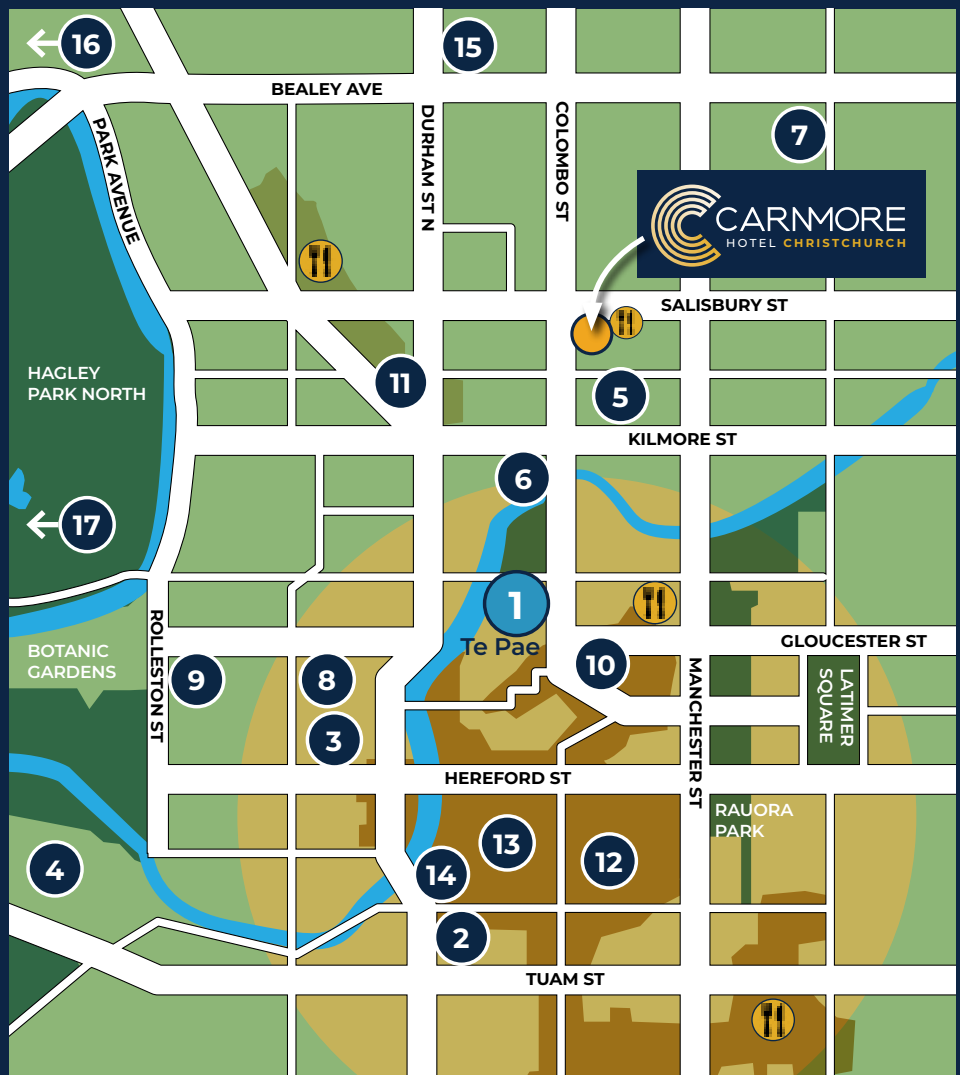 16
15
BEALEY AVE
PARK AVENUE
DURHAM ST N
COLOMBO ST
7
CARNMORE
HOTEL CHRISTCHURCH
SALISBURY ST
HAGLEY
PARK NORTH
11
5
KILMORE ST
6
17
1
Te Pae
ROLLESTON ST
BOTANIC
GARDENS
9
8
10
GLOUCESTER ST
MANCHESTER ST
LATIMER
SQUARE
3
HEREFORD ST
RAUORA
PARK
4
13
12
14
2
TUAM ST